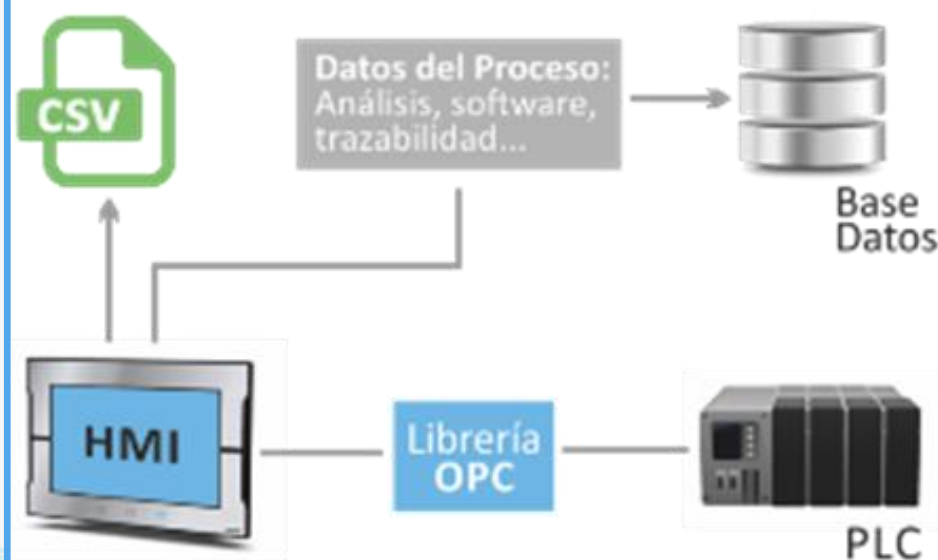 CSV
Datos del Proceso:
Análisis, software,
trazabilidad...
Base
Datos
HMI
Librería
OPC
PLC